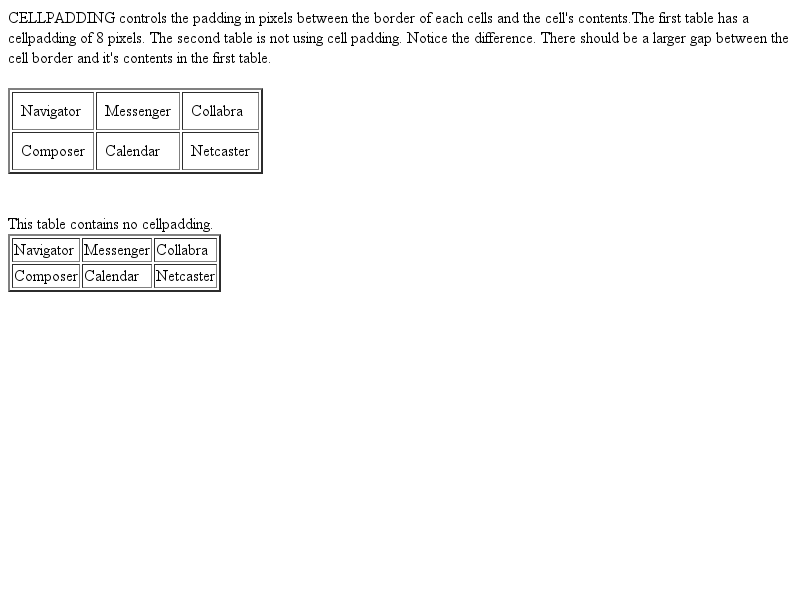 CELLPADDING controls the padding in pixels between the border of each cells and the cell's contents.The first table has a
cellpadding of 8 pixels. The second table is not using cell padding. Notice the difference. There should be a larger gap between the
cell border and it's contents in the first table.
Navigator Messenger Collabra
Composer Calendar Netcaster
This table contains no cellpadding.
Navigator Messenger Collabra
Composer Calendar Netcaster